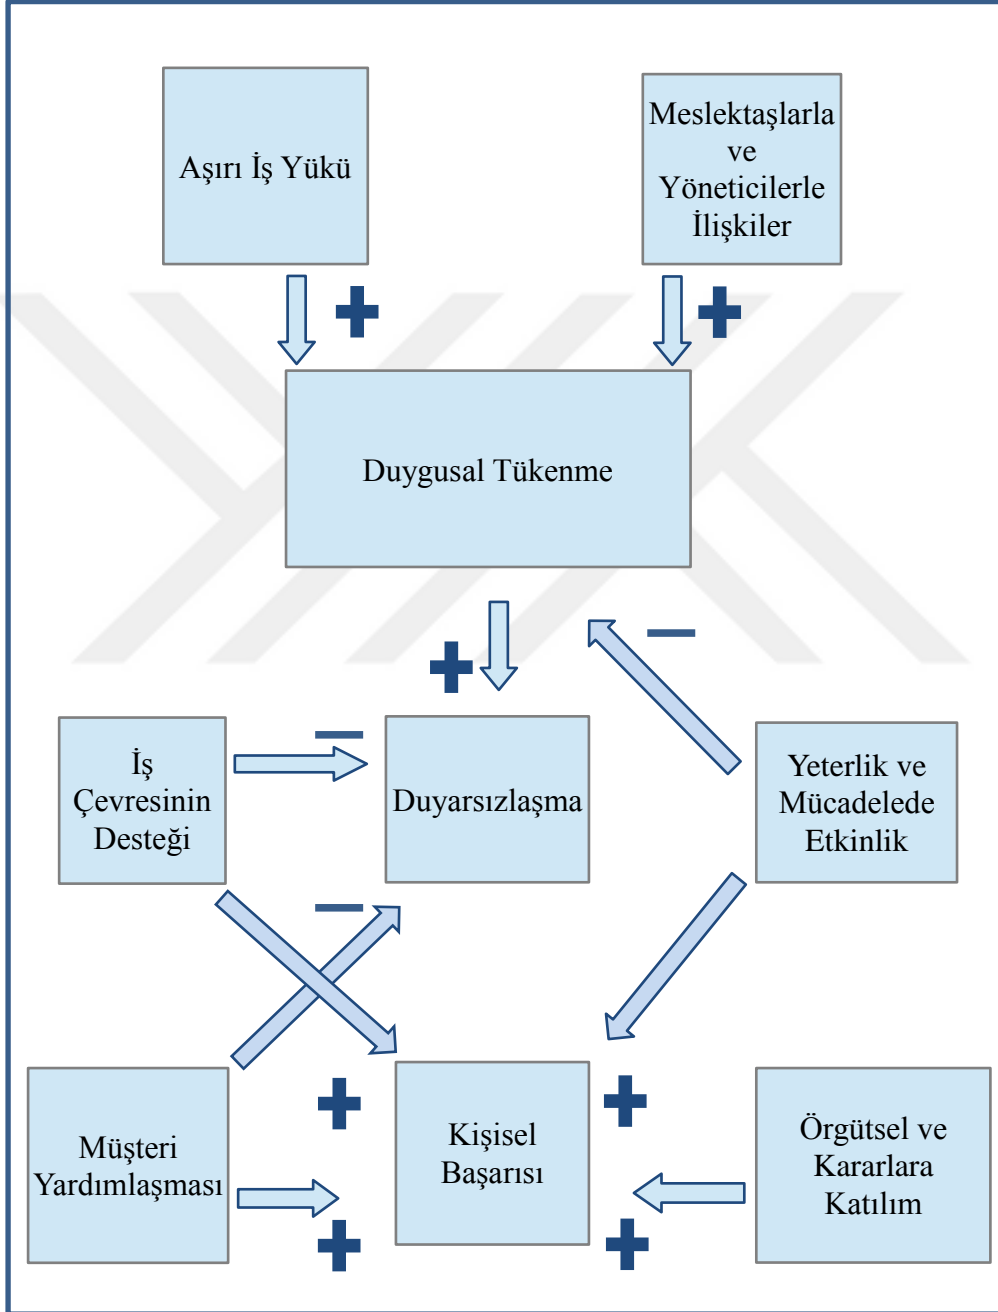 Aşırı İş Yükü
Meslektaşlarla
ve
Yöneticilerle
İlişkiler
+
+
Duygusal Tükenme
+
—
İş
Çevresinin
Desteği
—
Duyarsızlaşma
Yeterlik ve
Mücadelede
Etkinlik
—
Müşteri
Yardımlaşması
+
Kişisel
Başarısı
+
Örgütsel ve
Kararlara
Katılım
+
+